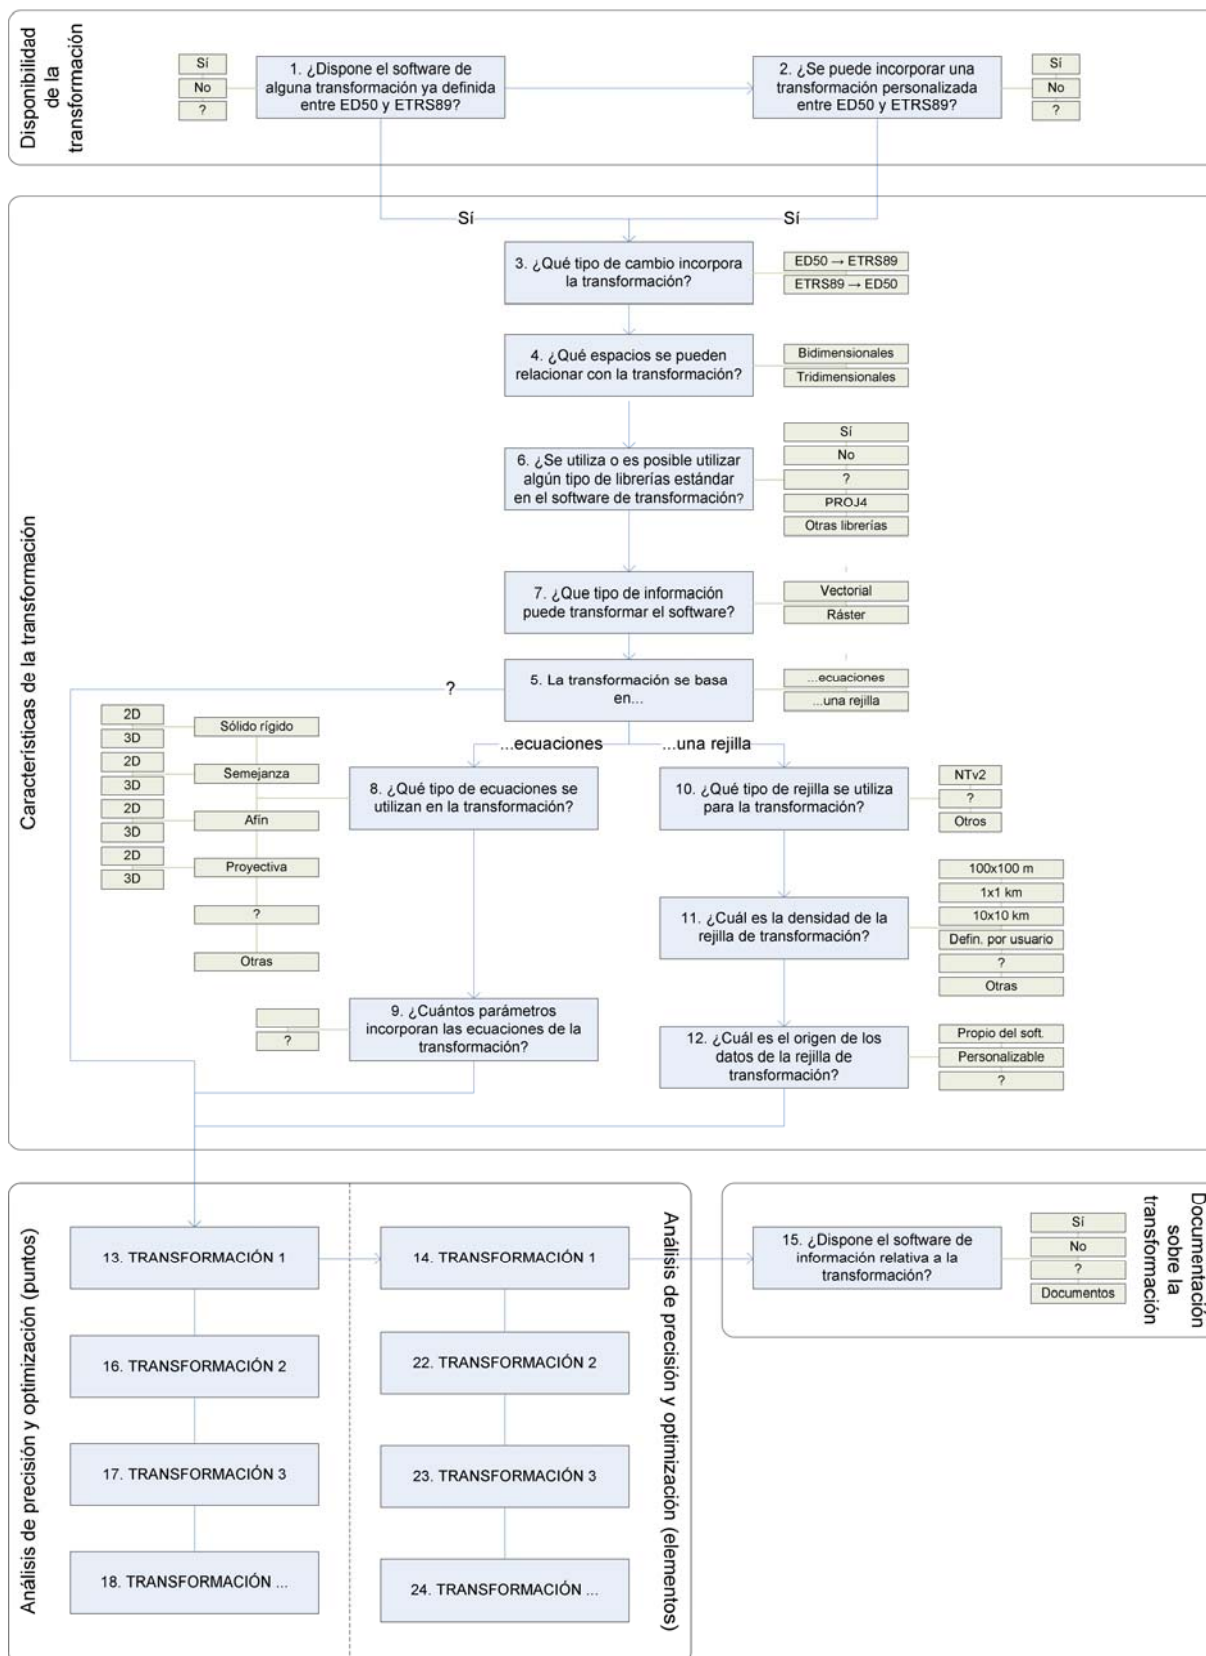 Disponibilidad
de la
transformación
Sí
No
?
1. ¿Dispone el software de
alguna transformación ya definida
entre ED50 y ETRS89?
2. ¿Se puede incorporar una
transformación personalizada
entre ED50 y ETRS89?
Sí
No
?
Características de la transformación
Sí
Sí
3. ¿Qué tipo de cambio incorpora
la transformación?
ED50 → ETRS89
ETRS89 → ED50
4. ¿Qué espacios se pueden
relacionar con la transformación?
Bidimensionales
Tridimensionales
6. ¿Se utiliza o es posible utilizar
algún tipo de librerías estándar
en el software de transformación?
Sí
No
?
PROJ4
Otras librerías
7. ¿Que tipo de información
puede transformar el software?
Vectorial
Ráster
5. La transformación se basa
en...
...ecuaciones
...una rejilla
?
...ecuaciones
...una rejilla
2D
3D
2D
3D
2D
3D
2D
3D
Sólido rígido
Semejanza
Afín
Proyectiva
?
Otras
8. ¿Qué tipo de ecuaciones se
utilizan en la transformación?
10. ¿Qué tipo de rejilla se utiliza
para la transformación?
NTv2
?
Otros
11. ¿Cuál es la densidad de la
rejilla de transformación?
100x100 m
1x1 km
10x10 km
Defin. por usuario
?
Otras
?
9. ¿Cuántos parámetros
incorporan las ecuaciones de la
transformación?
12. ¿Cuál es el origen de los
datos de la rejilla de
transformación?
Propio del soft.
Personalizable
?
Análisis de precisión y optimización (puntos)
13. TRANSFORMACIÓN 1
16. TRANSFORMACIÓN 2
17. TRANSFORMACIÓN 3
18. TRANSFORMACIÓN ...
14. TRANSFORMACIÓN 1
22. TRANSFORMACIÓN 2
23. TRANSFORMACIÓN 3
24. TRANSFORMACIÓN ...
Análisis de precisión y optimización (elementos)
15. ¿Dispone el software de
información relativa a la
transformación?
Sí
No
?
Documentos
Documentación
sobre la
transformación